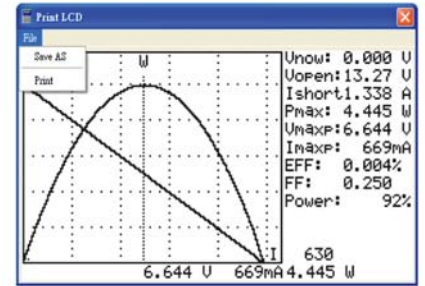 Print LCD
File
Save AS
Print
W
Vnow: 0.000 V
Vopen:13.27 V
Ishort1.338 A
Pmax: 4.445 W
Vmaxp:6.644 V
Imaxp: 669mA
EFF: 0.004%
FF: 0.250
Power: 92%
I 630
6.644 V 669mA 4.445 W